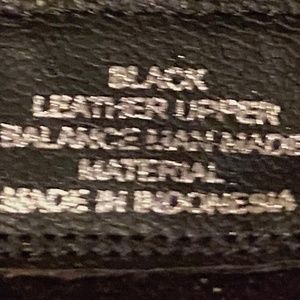 BLACK
LEATHER UPPER
BALANCE MAN MADE
MATERIAL
MADE IN INDONESIA